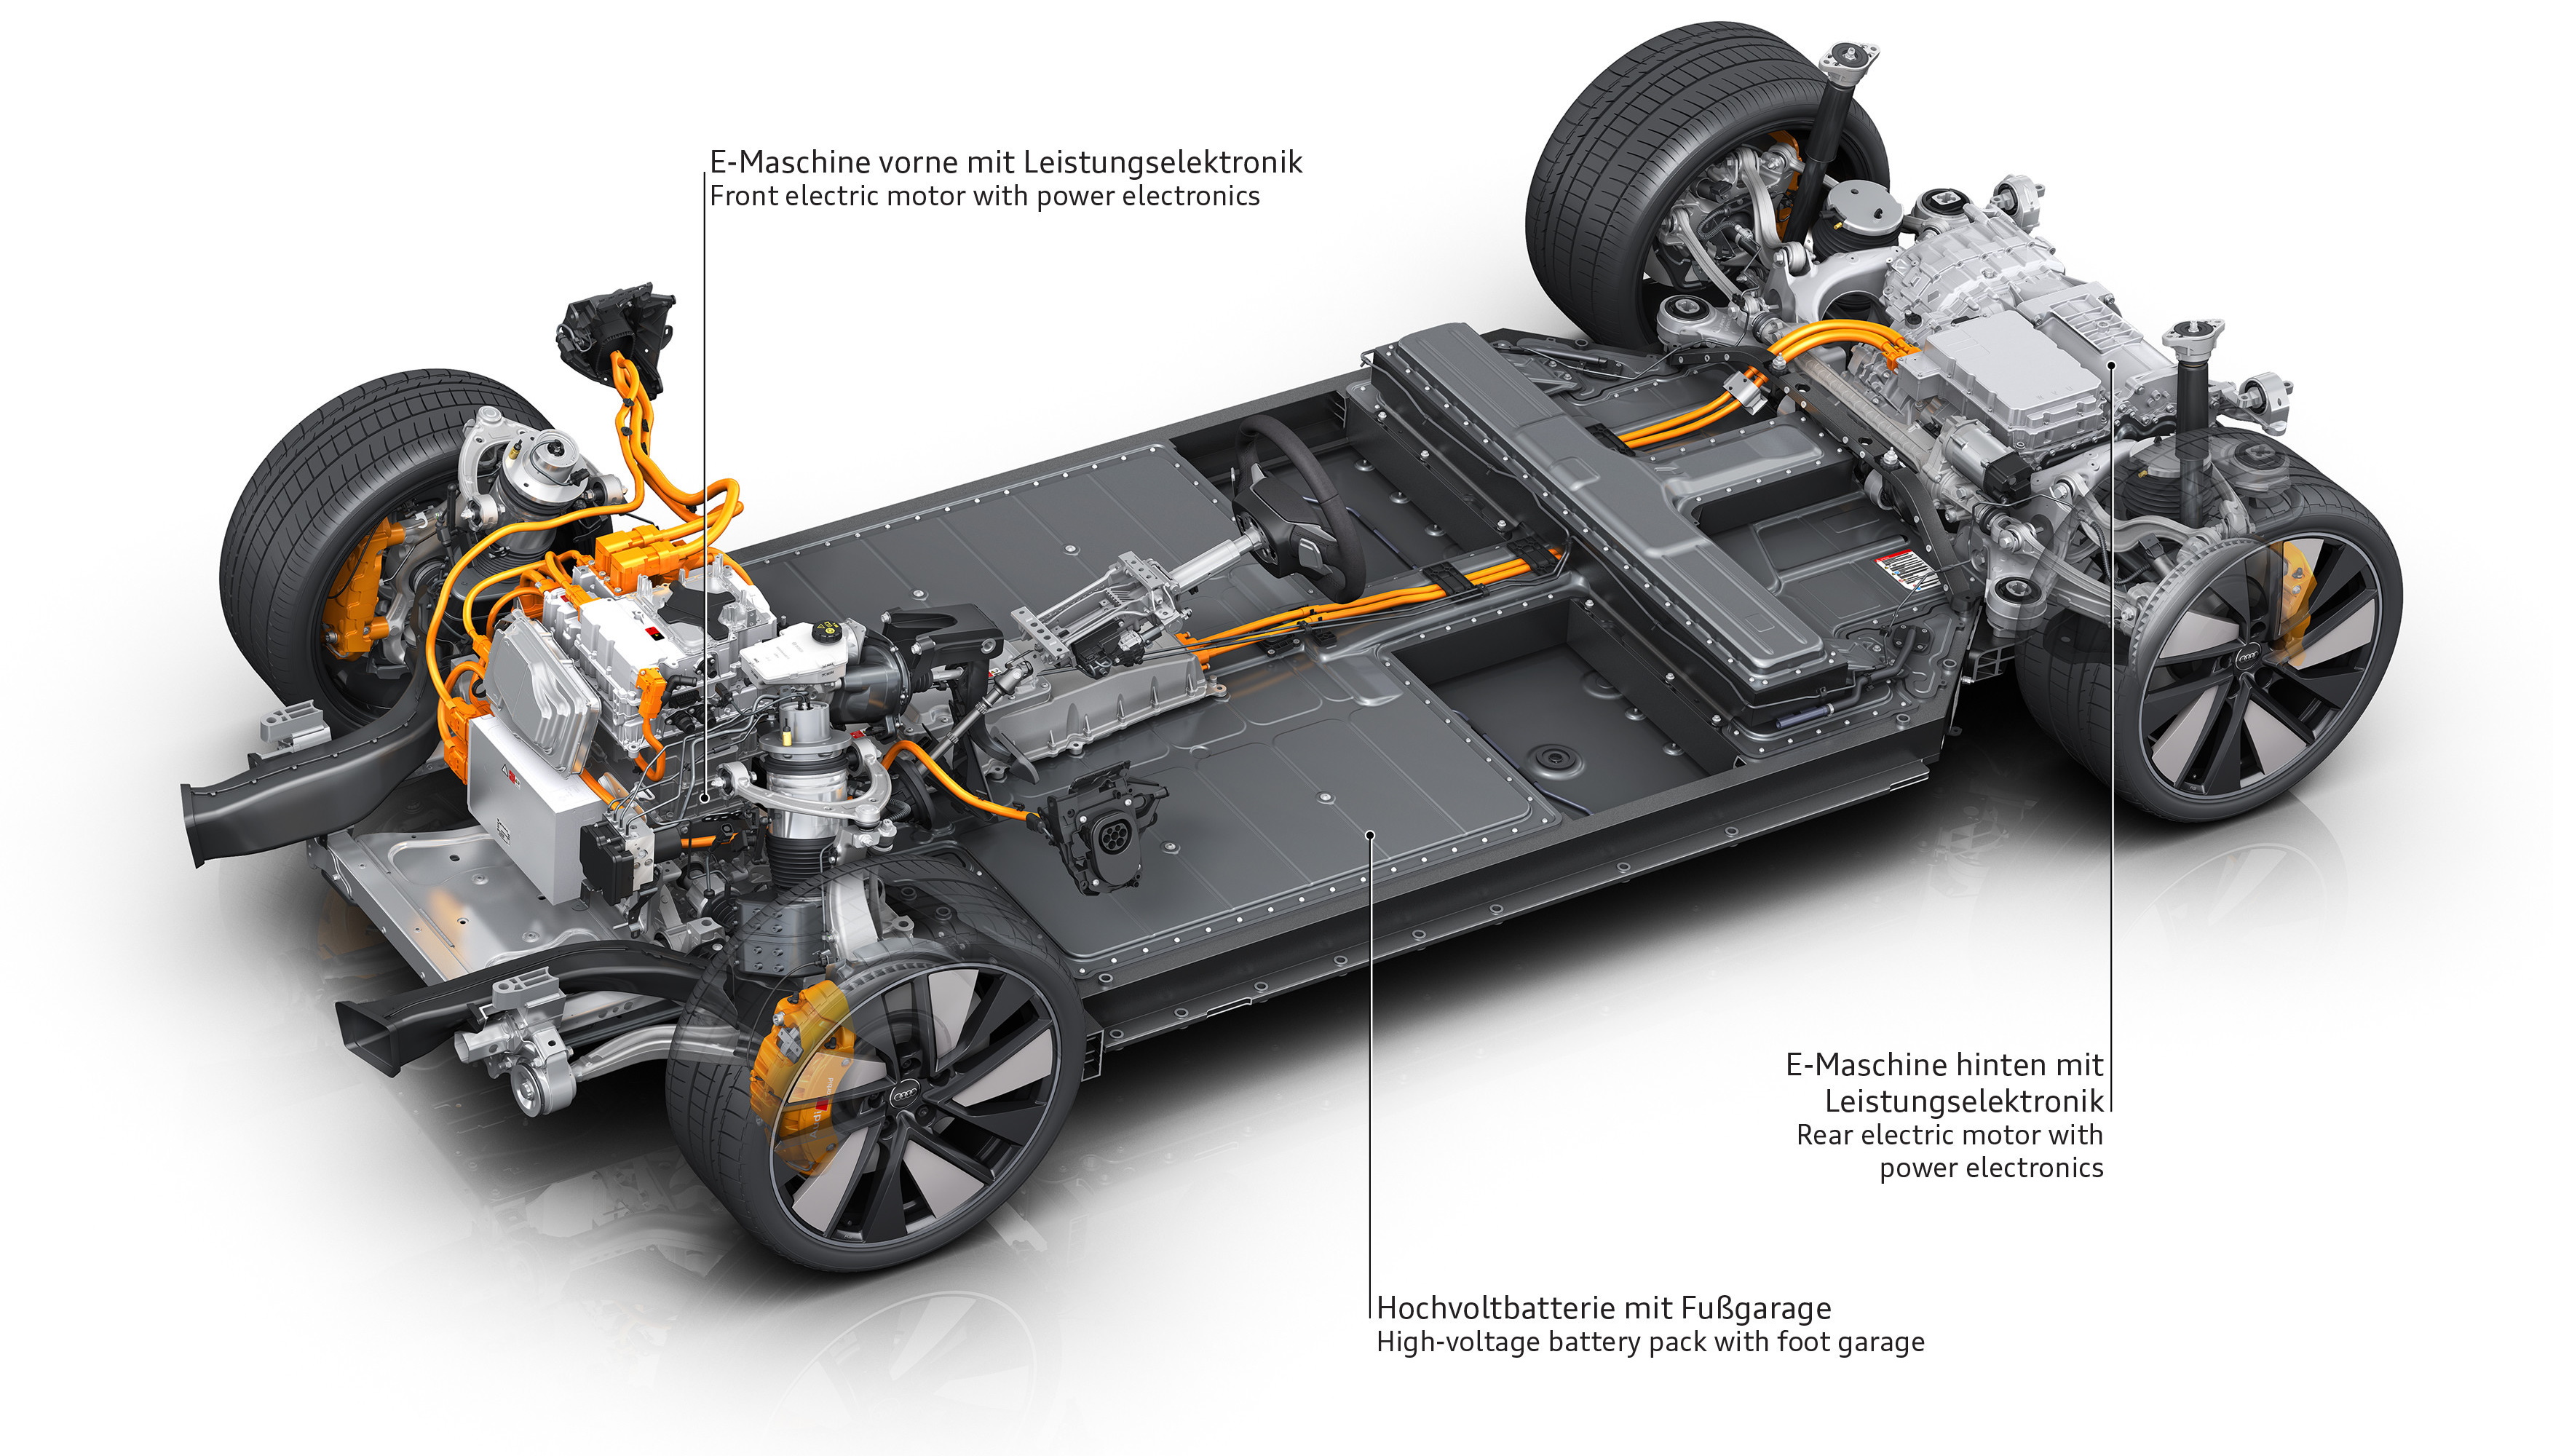 E-Maschine vorne mit Leistungselektronik
Front electric motor with power electronics
E-Maschine hinten mit
Leistungselektronik
Rear electric motor with
power electronics
Hochvoltbatterie mit Fußgarage
High-voltage battery pack with foot garage